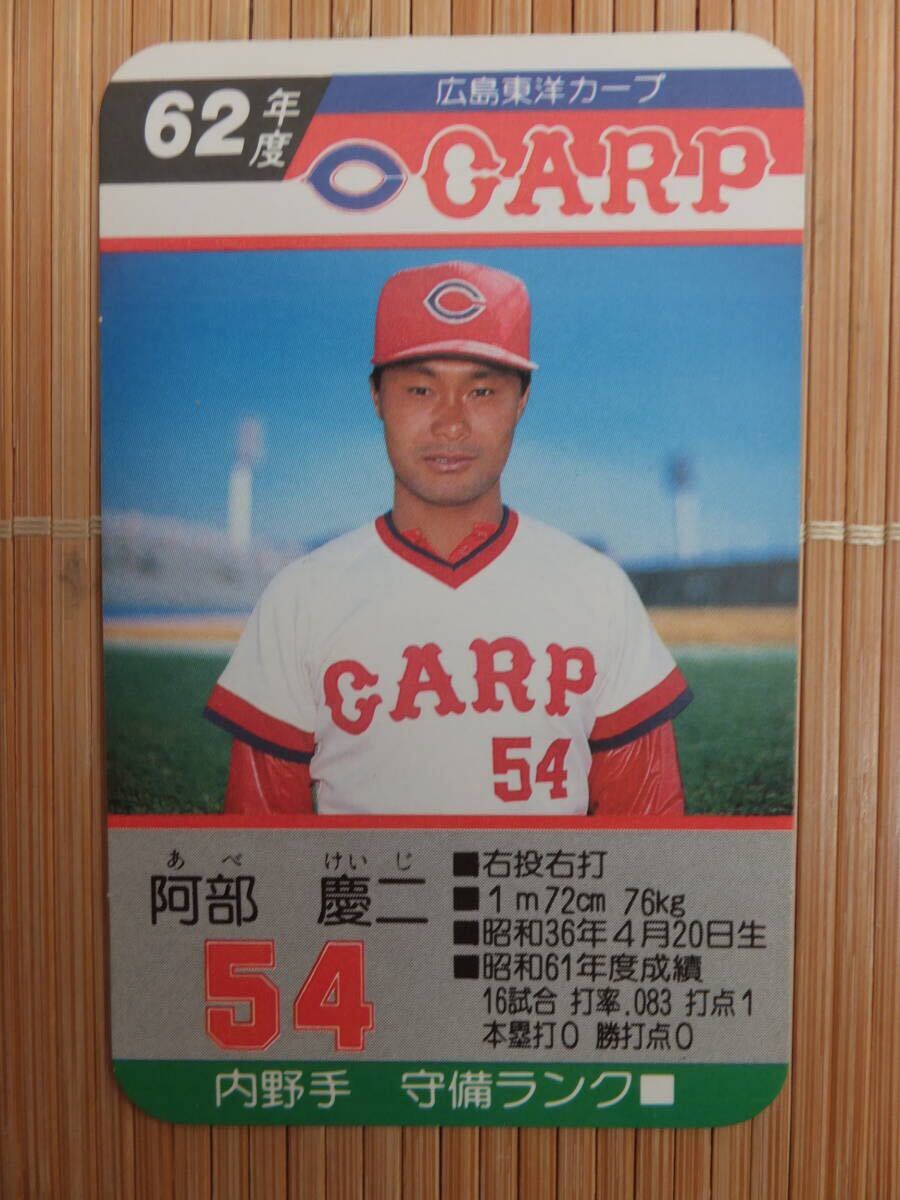 62年度
広島東洋カープ
C CARP
C
CARP
54
あべ けいじ
阿部 慶二
54
■右投右打
■1m72cm 76kg
■昭和36年4月20日生
■昭和61年度成績
16試合 打率.083 打点1
本塁打0 勝打点0
内野手 守備ランク■